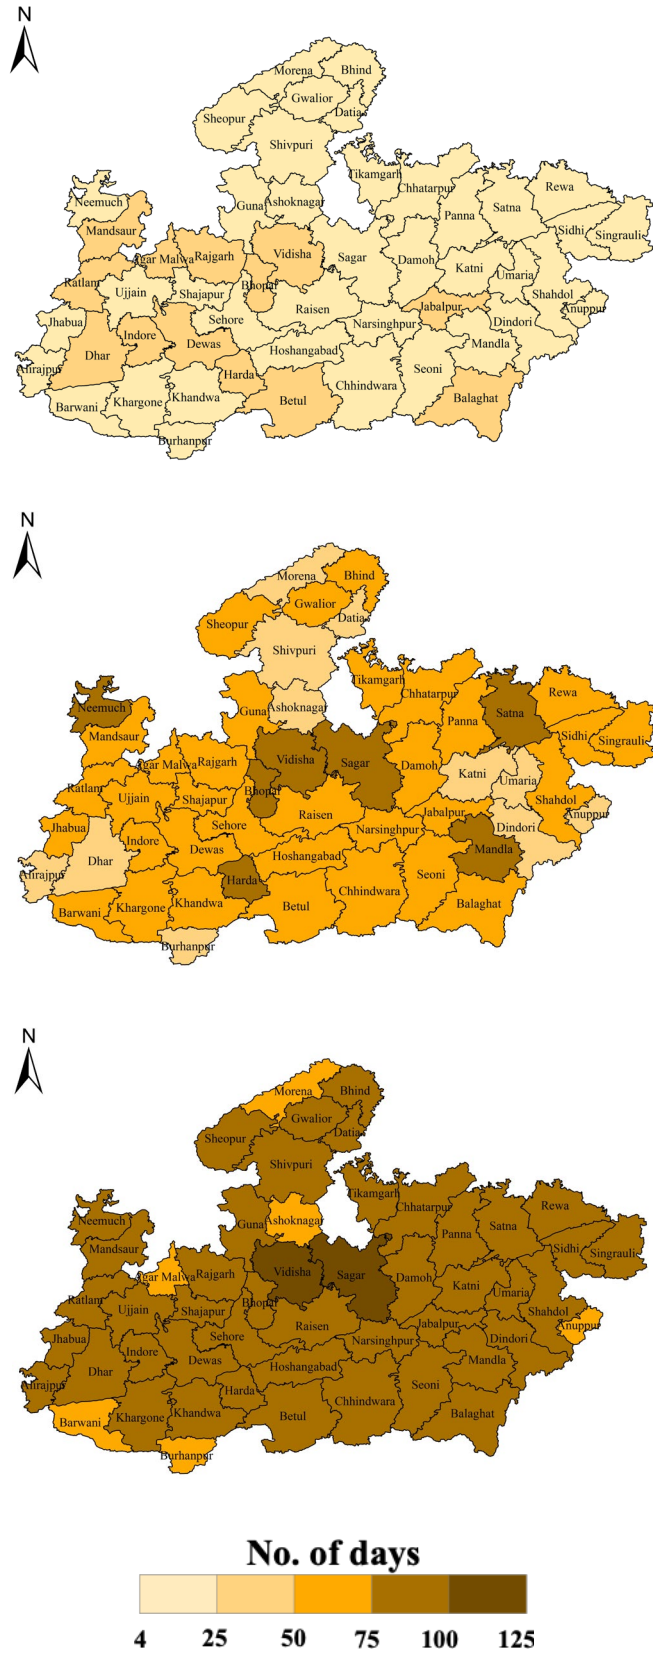 N
Morena
Bhind
Gwalior
Sheopur
Datia
Shivpuri
Tikamgarh
Chhatarpur
Rewa
Neemuch
Guna
Ashoknagar
Panna
Satna
Mandsaur
Sidhi
Singrauli
Agar Malwa
Rajgarh
Vidisha
Sagar
Damoh
Katni
Umaria
Ratlam
Ujjain
Shajapur
Bhopal
Shahdol
Jhabua
Sehore
Raisen
Jabalpur
Anuppur
Indore
Narsinghpur
Dindori
Dhar
Dewas
Hoshangabad
Mandla
Alirajpur
Harda
Seoni
Barwani
Khargone
Khandwa
Betul
Chhindwara
Balaghat
Burhanpur
N
Morena
Bhind
Gwalior
Sheopur
Datia
Shivpuri
Tikamgarh
Chhatarpur
Rewa
Neemuch
Guna
Ashoknagar
Panna
Satna
Mandsaur
Sidhi
Singrauli
Agar Malwa
Rajgarh
Vidisha
Sagar
Damoh
Katni
Umaria
Ratlam
Ujjain
Shajapur
Bhopal
Shahdol
Jhabua
Sehore
Raisen
Jabalpur
Anuppur
Indore
Narsinghpur
Dindori
Dhar
Dewas
Hoshangabad
Mandla
Alirajpur
Harda
Seoni
Barwani
Khargone
Khandwa
Betul
Chhindwara
Balaghat
Burhanpur
N
Morena
Bhind
Gwalior
Sheopur
Datia
Shivpuri
Tikamgarh
Chhatarpur
Rewa
Neemuch
Guna
Ashoknagar
Panna
Satna
Mandsaur
Sidhi
Singrauli
Agar Malwa
Rajgarh
Vidisha
Sagar
Damoh
Katni
Umaria
Ratlam
Ujjain
Shajapur
Bhopal
Shahdol
Jhabua
Sehore
Raisen
Jabalpur
Anuppur
Indore
Narsinghpur
Dindori
Dhar
Dewas
Hoshangabad
Mandla
Alirajpur
Harda
Seoni
Barwani
Khargone
Khandwa
Betul
Chhindwara
Balaghat
Burhanpur
No. of days
4 25 50 75 100 125